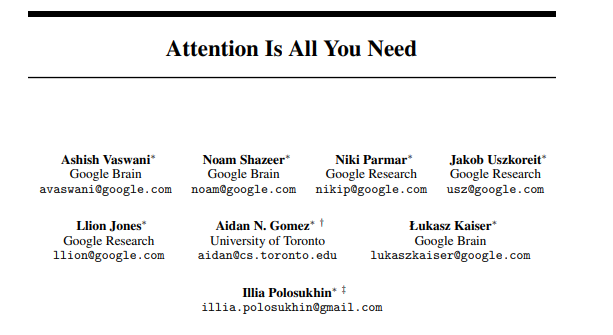 Attention Is All You Need
Ashish Vaswani* Noam Shazeer* Niki Parmar* Jakob Uszkoreit*
Google Brain Google Brain Google Research Google Research
avaswani@google.com noam@google.com nikip@google.com usz@google.com
Llion Jones* Aidan N. Gomez* † Łukasz Kaiser*
Google Research University of Toronto Google Brain
llion@google.com aidan@cs.toronto.edu lukaszkaiser@google.com
Illia Polosukhin* ‡
illia.polosukhin@gmail.com